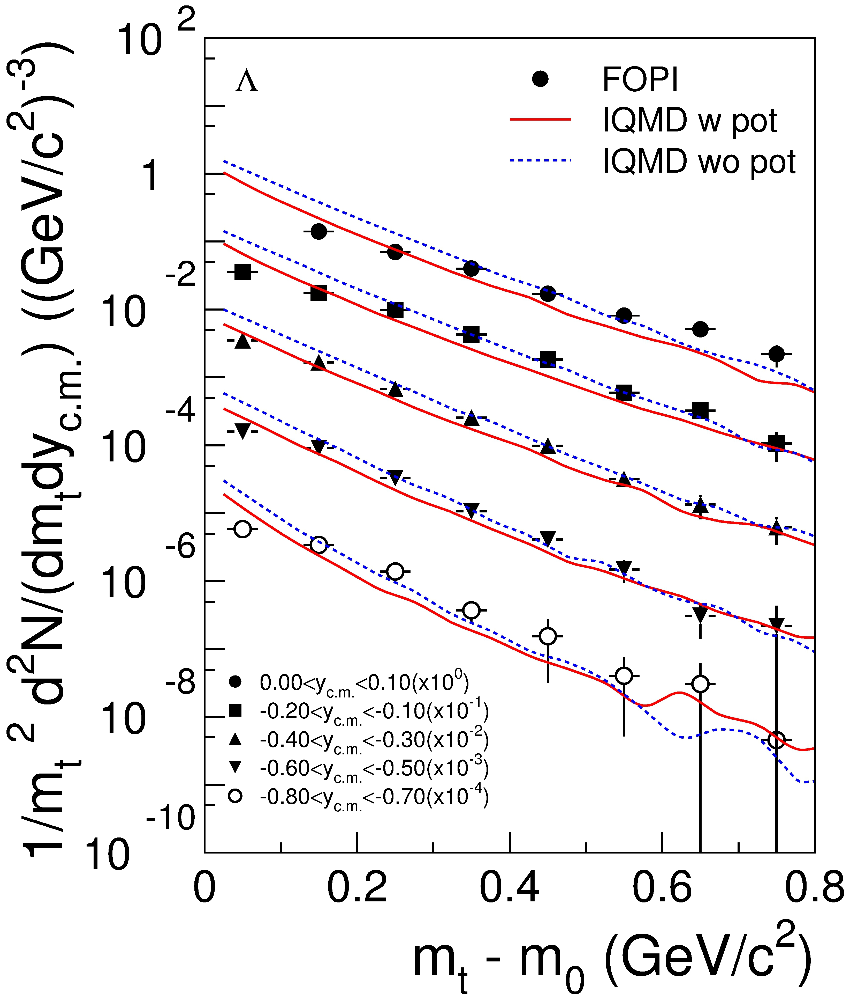 1/m_t^2 d^2N/(dm_tdy_c.m.) ((GeV/c^2)^-3)
10^2
1
10^-2
10^-4
10^-6
10^-8
10^-10
Λ
FOPI
IQMD w pot
IQMD wo pot
0.00<y_c.m.<0.10(x10^0)
-0.20<y_c.m.<-0.10(x10^-1)
-0.40<y_c.m.<-0.30(x10^-2)
-0.60<y_c.m.<-0.50(x10^-3)
-0.80<y_c.m.<-0.70(x10^-4)
0 0.2 0.4 0.6 0.8
m_t - m_0 (GeV/c^2)